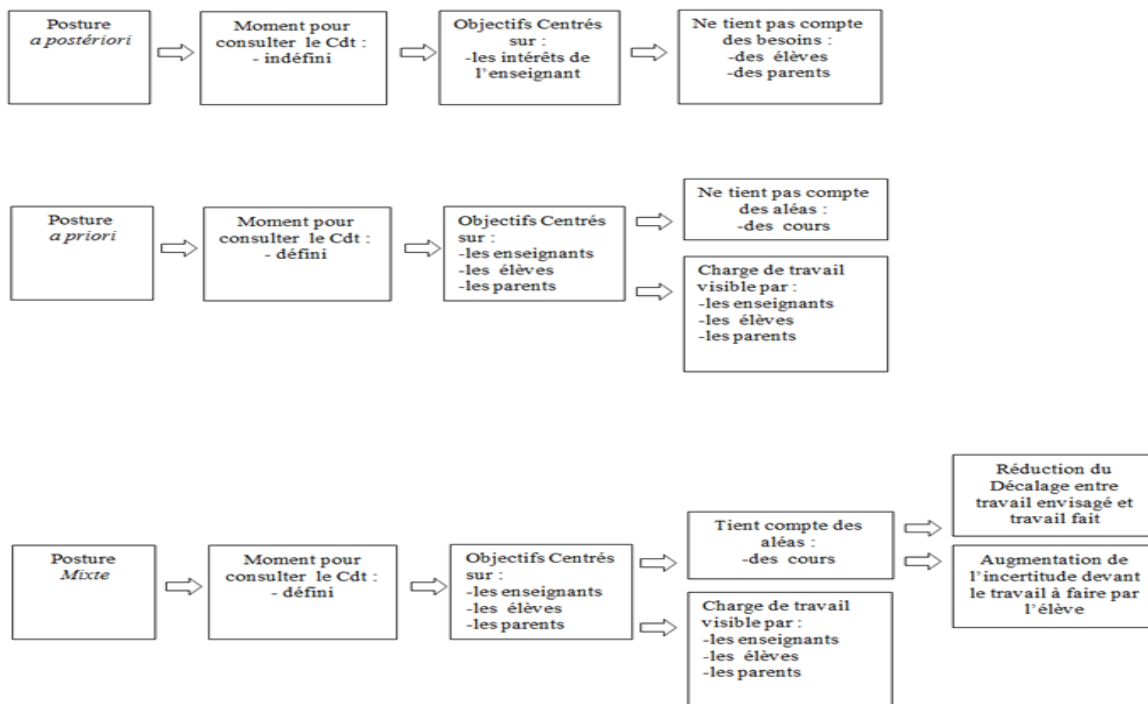 Posture
a postériori
Moment pour
consulter le Cdt :
- indéfini
Objectifs Centrés
sur :
-les intérêts de
l'enseignant
Ne tient pas compte
des besoins :
-des élèves
-des parents
Posture
a priori
Moment pour
consulter le Cdt :
- défini
Objectifs Centrés
sur :
-les enseignants
-les élèves
-les parents
Ne tient pas compte
des aléas :
-des cours
Charge de travail
visible par :
-les enseignants
-les élèves
-les parents
Posture
Mixte
Moment pour
consulter le Cdt :
- défini
Objectifs Centrés
sur :
-les enseignants
-les élèves
-les parents
Tient compte des
aléas :
-des cours
Charge de travail
visible par :
-les enseignants
-les élèves
-les parents
Réduction du
Décalage entre
travail envisagé et
travail fait
Augmentation de
l'incertitude devant
le travail à faire par
l'élève